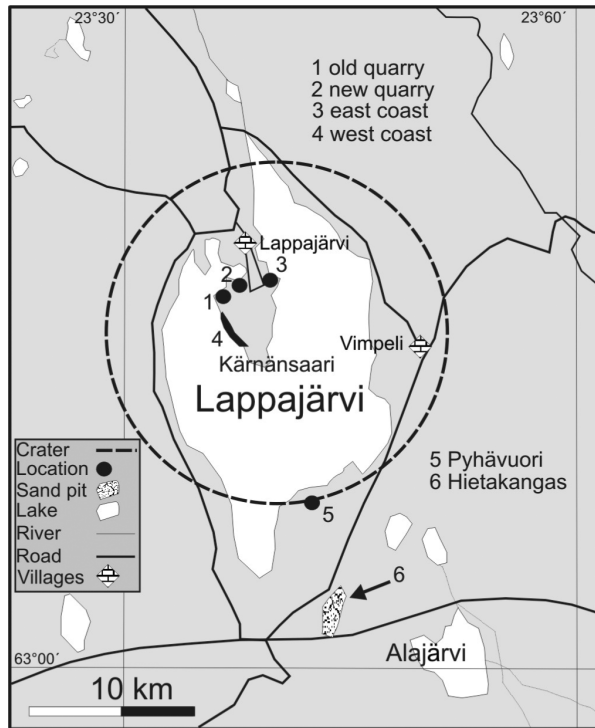 23°30´
23°60´
1 old quarry
2 new quarry
3 east coast
4 west coast
Lappajärvi
3
2
1
4
Vimpeli
Kärnänsaari
Lappajärvi
5 Pyhävuori
6 Hietakangas
Crater
Location
Sand pit
Lake
River
Road
Villages
5
6
Alajärvi
63°00´
10 km